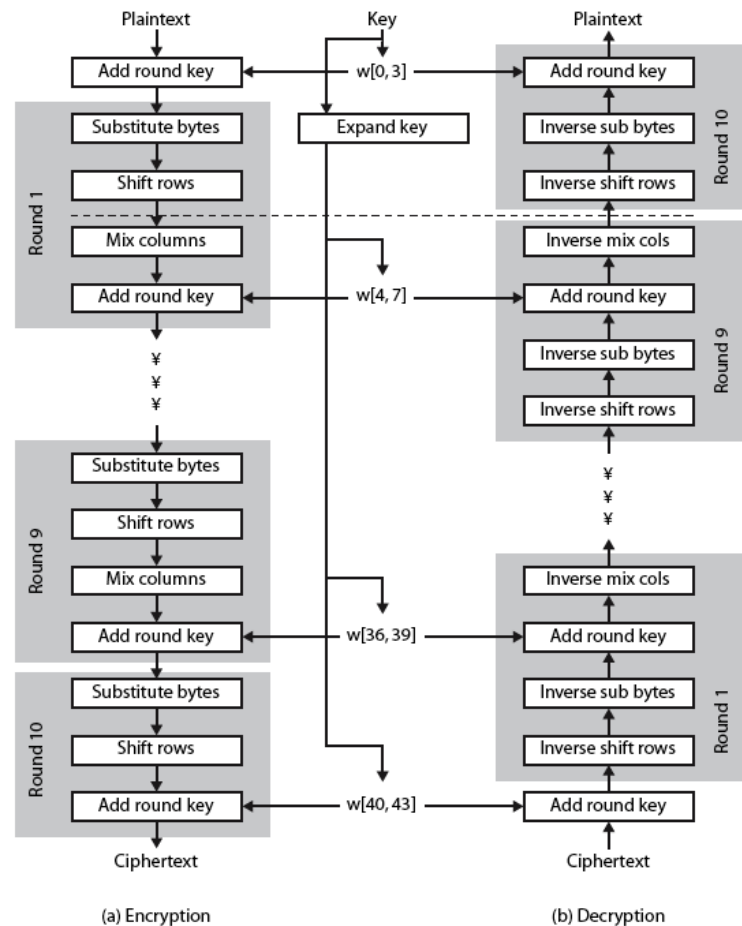 Plaintext
Key
Plaintext
Add round key
w[0, 3]
Add round key
Substitute bytes
Expand key
Inverse sub bytes
Shift rows
Inverse shift rows
Round 1
Round 10
Mix columns
Inverse mix cols
Add round key
w[4, 7]
Add round key
Inverse sub bytes
Inverse shift rows
Round 9
¥
¥
¥
Substitute bytes
Shift rows
Mix columns
Add round key
Round 9
¥
¥
¥
Inverse mix cols
w[36, 39]
Add round key
Substitute bytes
Inverse sub bytes
Shift rows
Inverse shift rows
Round 10
Round 1
Add round key
w[40, 43]
Add round key
Ciphertext
Ciphertext
(a) Encryption
(b) Decryption